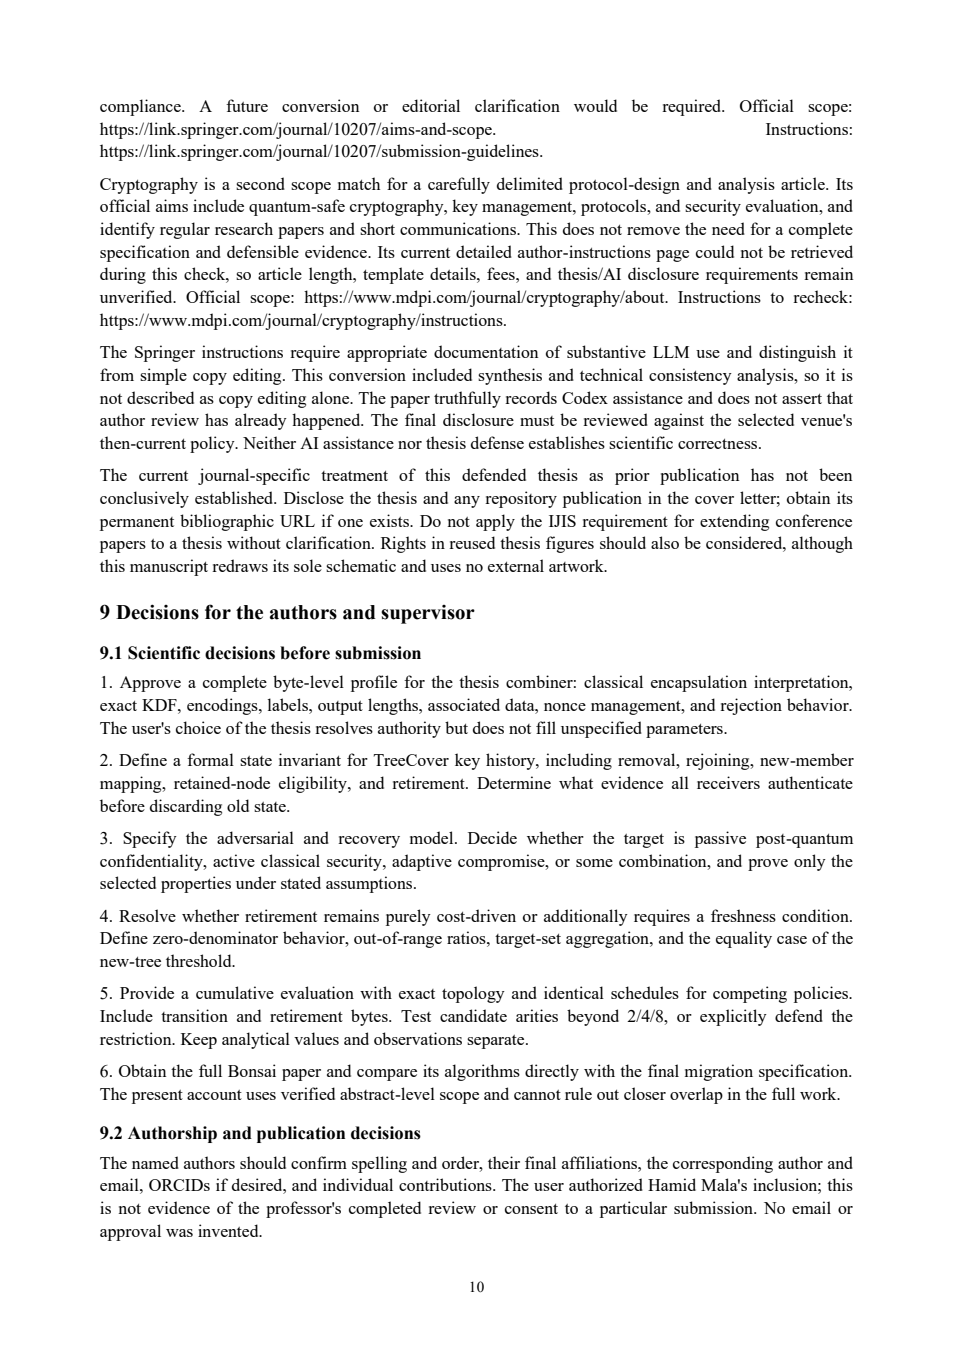 compliance. A future conversion or editorial clarification would be required. Official scope:
https://link.springer.com/journal/10207/aims-and-scope. Instructions:
https://link.springer.com/journal/10207/submission-guidelines.
Cryptography is a second scope match for a carefully delimited protocol-design and analysis article. Its
official aims include quantum-safe cryptography, key management, protocols, and security evaluation, and
identify regular research papers and short communications. This does not remove the need for a complete
specification and defensible evidence. Its current detailed author-instructions page could not be retrieved
during this check, so article length, template details, fees, and thesis/AI disclosure requirements remain
unverified. Official scope: https://www.mdpi.com/journal/cryptography/about. Instructions to recheck:
https://www.mdpi.com/journal/cryptography/instructions.
The Springer instructions require appropriate documentation of substantive LLM use and distinguish it
from simple copy editing. This conversion included synthesis and technical consistency analysis, so it is
not described as copy editing alone. The paper truthfully records Codex assistance and does not assert that
author review has already happened. The final disclosure must be reviewed against the selected venue's
then-current policy. Neither AI assistance nor thesis defense establishes scientific correctness.
The current journal-specific treatment of this defended thesis as prior publication has not been
conclusively established. Disclose the thesis and any repository publication in the cover letter; obtain its
permanent bibliographic URL if one exists. Do not apply the IJIS requirement for extending conference
papers to a thesis without clarification. Rights in reused thesis figures should also be considered, although
this manuscript redraws its sole schematic and uses no external artwork.
9 Decisions for the authors and supervisor
9.1 Scientific decisions before submission
1. Approve a complete byte-level profile for the thesis combiner: classical encapsulation interpretation,
exact KDF, encodings, labels, output lengths, associated data, nonce management, and rejection behavior.
The user's choice of the thesis resolves authority but does not fill unspecified parameters.
2. Define a formal state invariant for TreeCover key history, including removal, rejoining, new-member
mapping, retained-node eligibility, and retirement. Determine what evidence all receivers authenticate
before discarding old state.
3. Specify the adversarial and recovery model. Decide whether the target is passive post-quantum
confidentiality, active classical security, adaptive compromise, or some combination, and prove only the
selected properties under stated assumptions.
4. Resolve whether retirement remains purely cost-driven or additionally requires a freshness condition.
Define zero-denominator behavior, out-of-range ratios, target-set aggregation, and the equality case of the
new-tree threshold.
5. Provide a cumulative evaluation with exact topology and identical schedules for competing policies.
Include transition and retirement bytes. Test candidate arities beyond 2/4/8, or explicitly defend the
restriction. Keep analytical values and observations separate.
6. Obtain the full Bonsai paper and compare its algorithms directly with the final migration specification.
The present account uses verified abstract-level scope and cannot rule out closer overlap in the full work.
9.2 Authorship and publication decisions
The named authors should confirm spelling and order, their final affiliations, the corresponding author and
email, ORCIDs if desired, and individual contributions. The user authorized Hamid Mala's inclusion; this
is not evidence of the professor's completed review or consent to a particular submission. No email or
approval was invented.
10